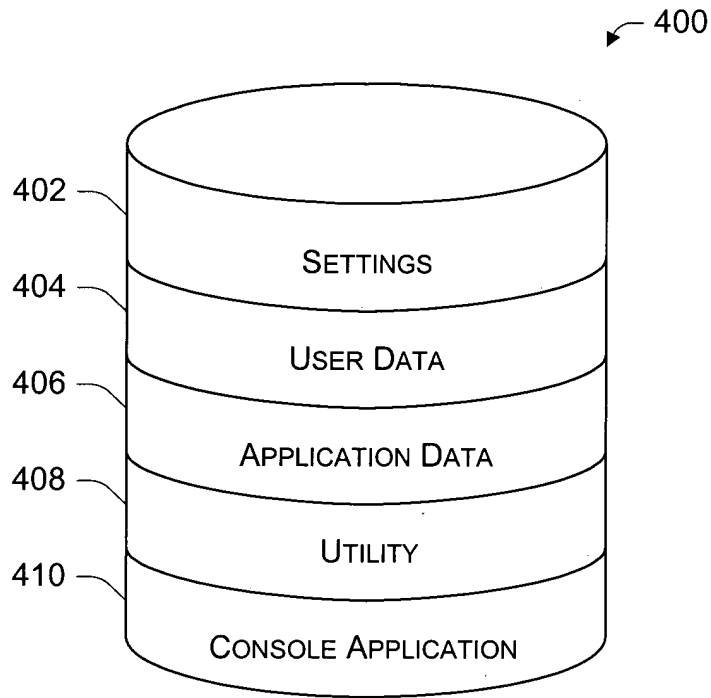 400
402
SETTINGS
404
USER DATA
406
APPLICATION DATA
408
UTILITY
410
CONSOLE APPLICATION